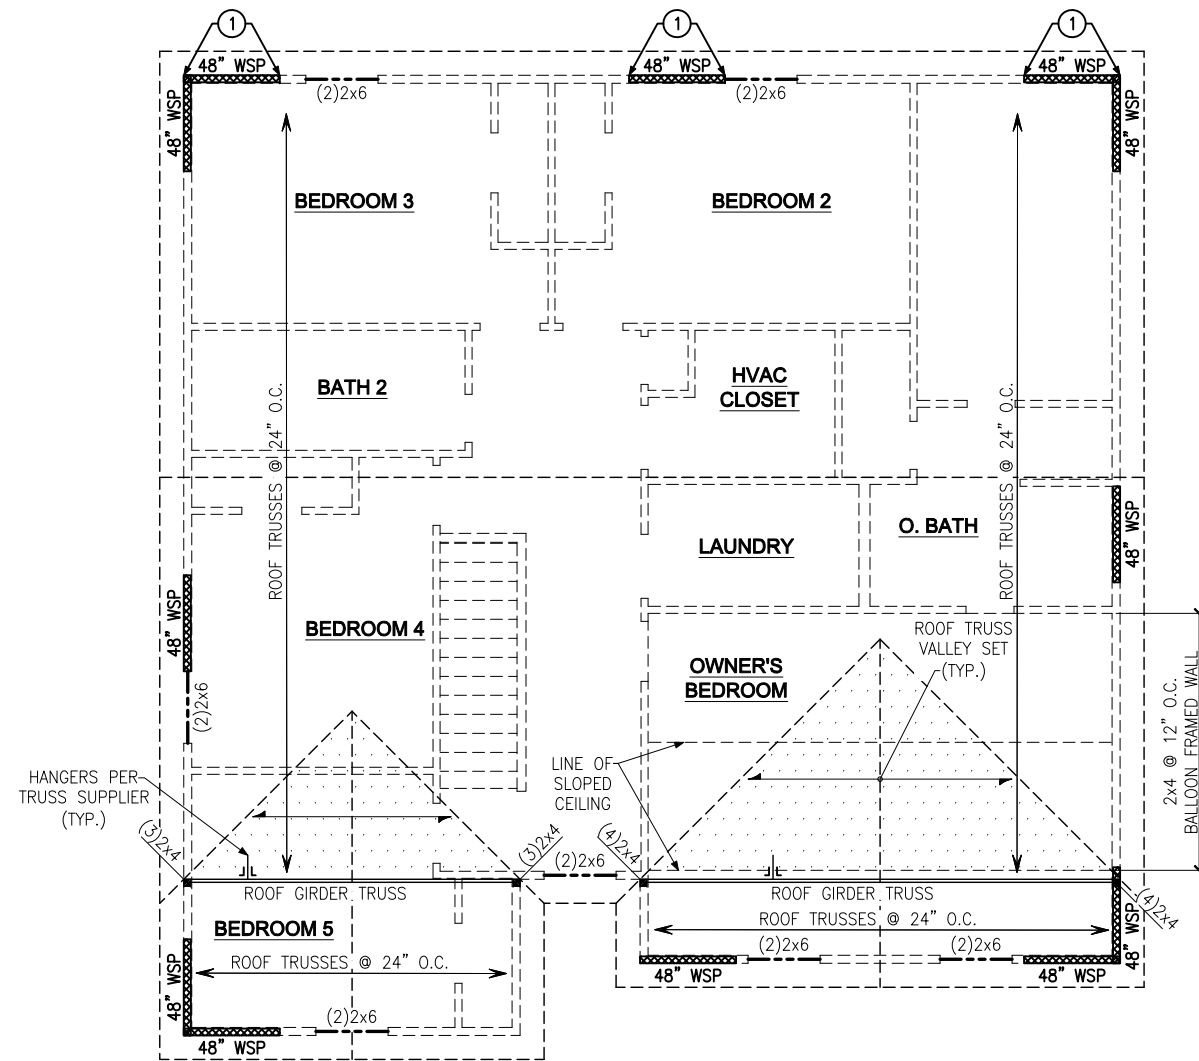 1
1
1
48" WSP
48" WSP
48" WSP
(2)2x6
(2)2x6
48" WSP
48" WSP
BEDROOM 3
BEDROOM 2
BATH 2
HVAC
CLOSET
ROOF TRUSSES @ 24" O.C.
ROOF TRUSSES @ 24" O.C.
LAUNDRY
O. BATH
48" WSP
48" WSP
BEDROOM 4
ROOF TRUSS
VALLEY SET
(TYP.)
OWNER'S
BEDROOM
(2)2x6
2x4 @ 12" O.C.
BALLOON FRAMED WALL
HANGERS PER
TRUSS SUPPLIER
(TYP.)
LINE OF
SLOPED
CEILING
(3)2x4
(3)2x4
(2)2x6
(4)2x4
(4)2x4
ROOF GIRDER TRUSS
ROOF GIRDER TRUSS
BEDROOM 5
ROOF TRUSSES @ 24" O.C.
(2)2x6
(2)2x6
48" WSP
ROOF TRUSSES @ 24" O.C.
48" WSP
48" WSP
48" WSP
(2)2x6
48" WSP